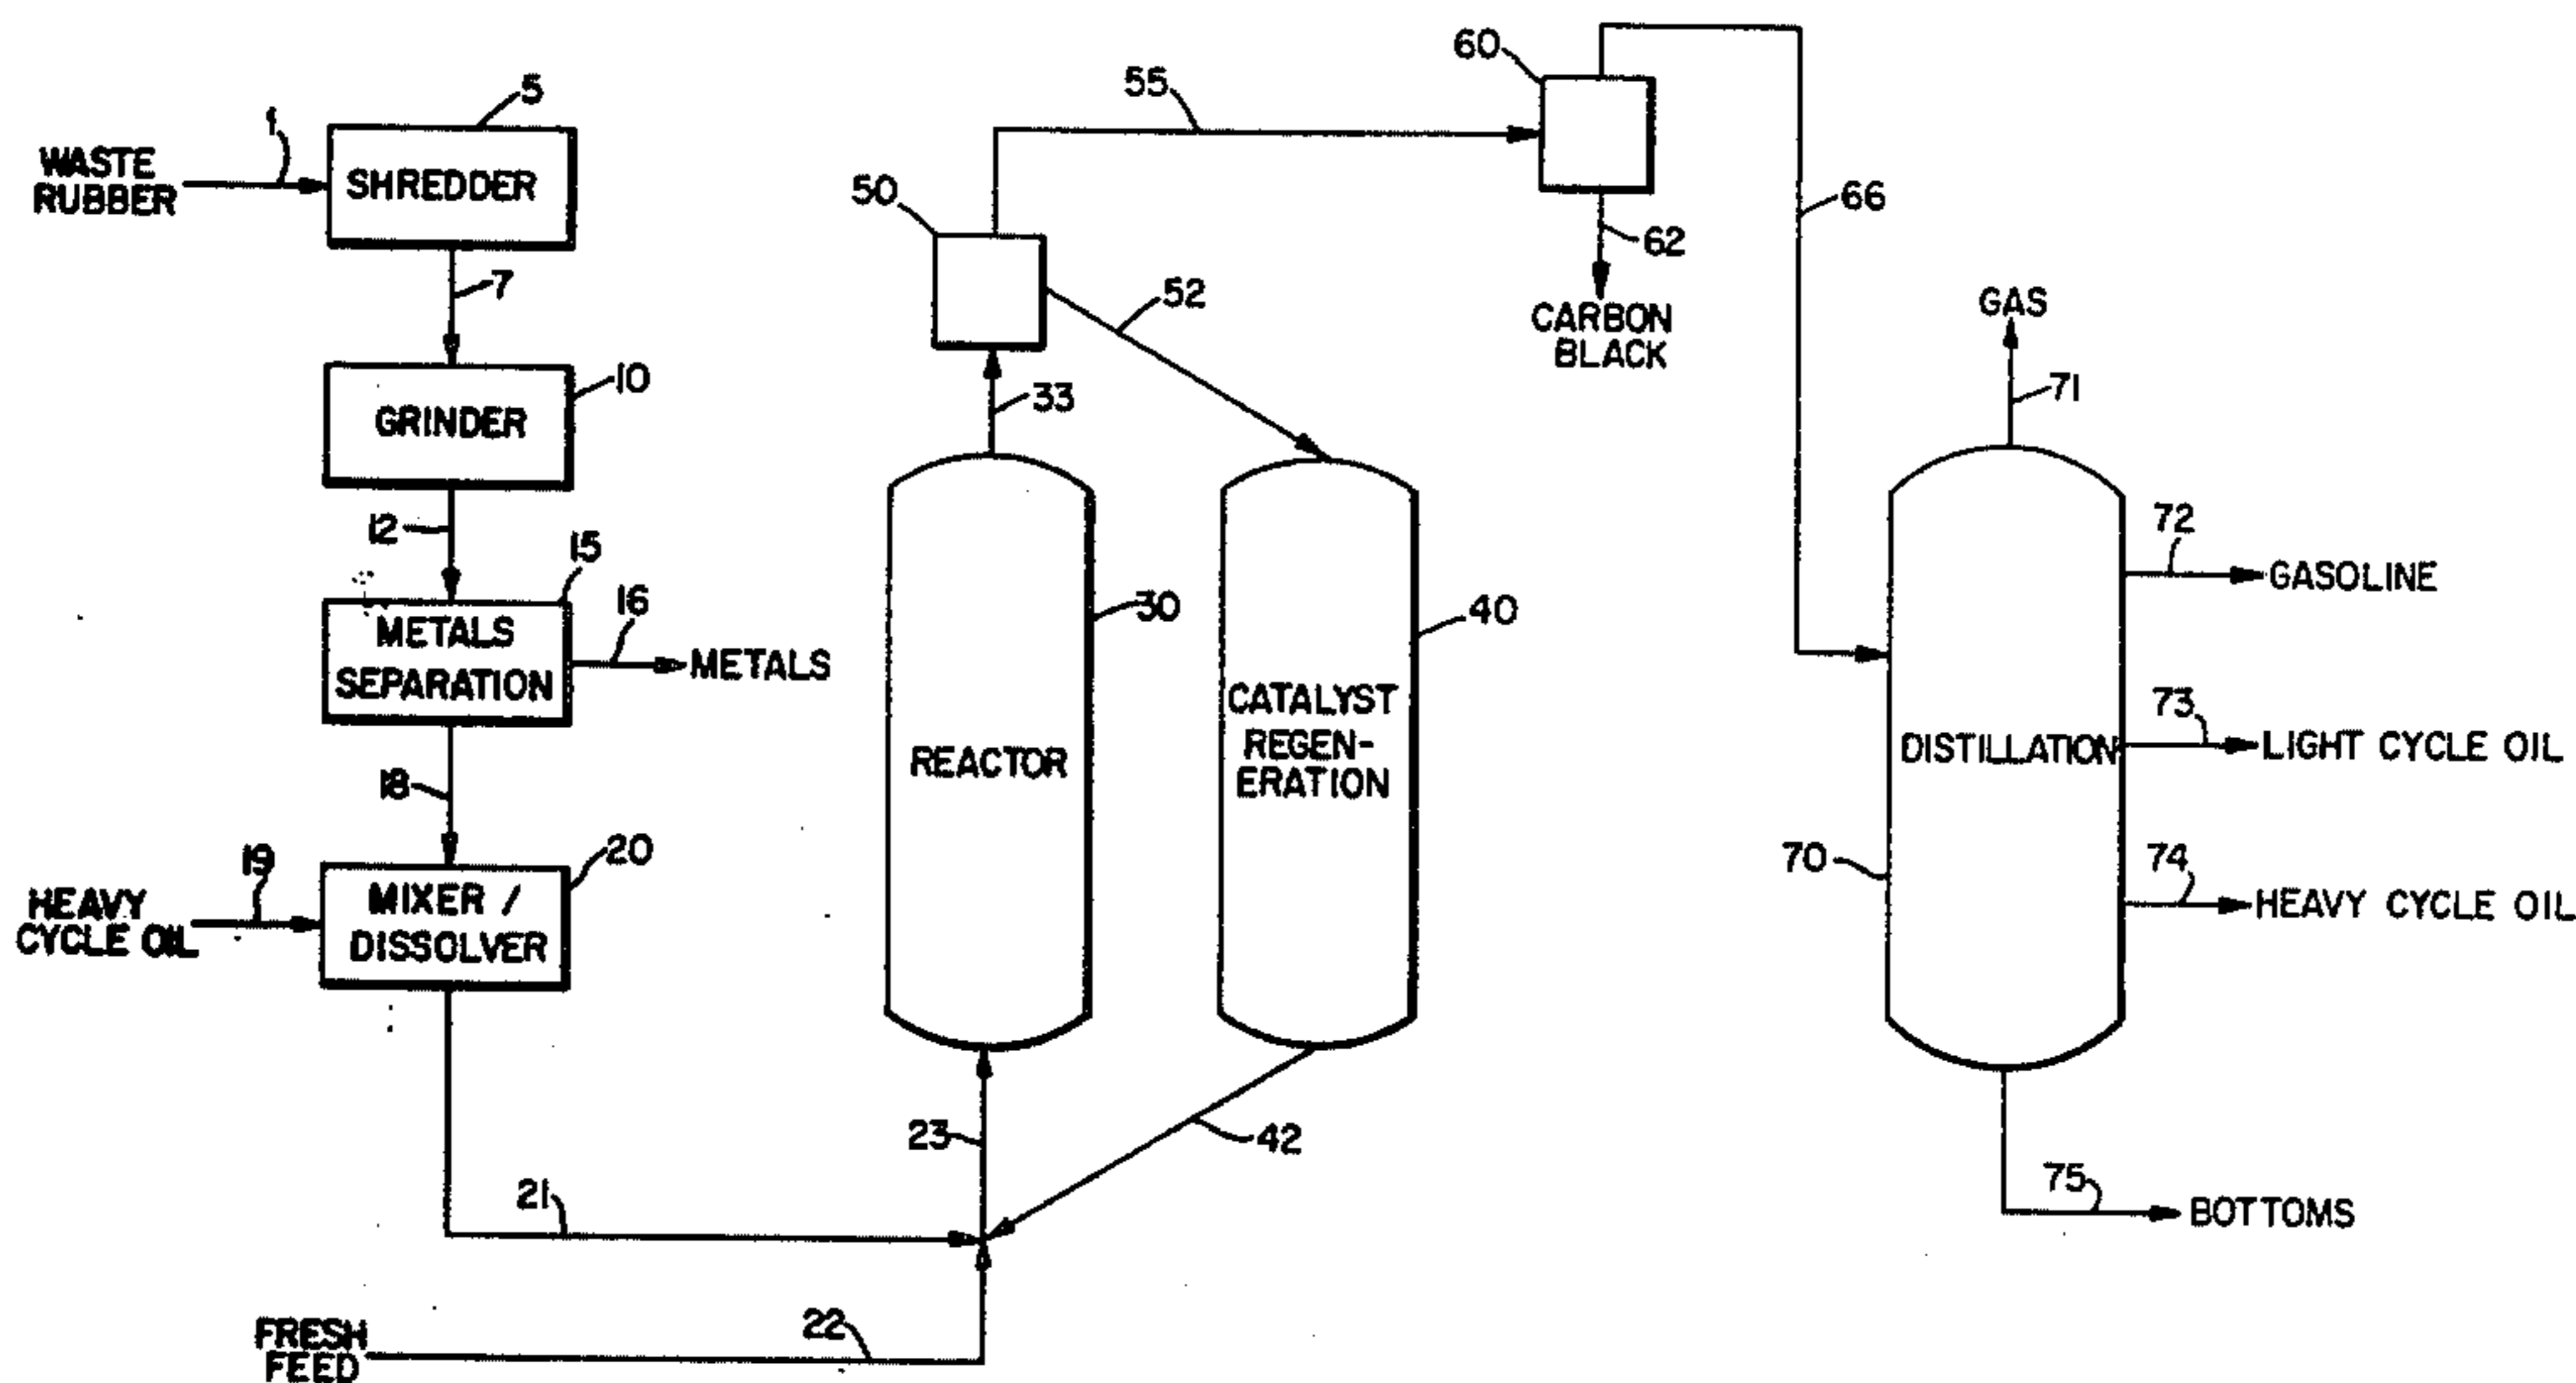 5
1
WASTE
RUBBER
SHREDDER
7
GRINDER
10
12
15
METALS
SEPARATION
16
METALS
18
19
HEAVY
CYCLE OIL
MIXER /
DISSOLVER
20
21
22
FRESH
FEED
23
REACTOR
30
33
50
52
55
CATALYST
REGEN-
ERATION
40
42
60
62
CARBON
BLACK
66
GAS
71
DISTILLATION
70
72
GASOLINE
73
LIGHT CYCLE OIL
74
HEAVY CYCLE OIL
75
BOTTOMS